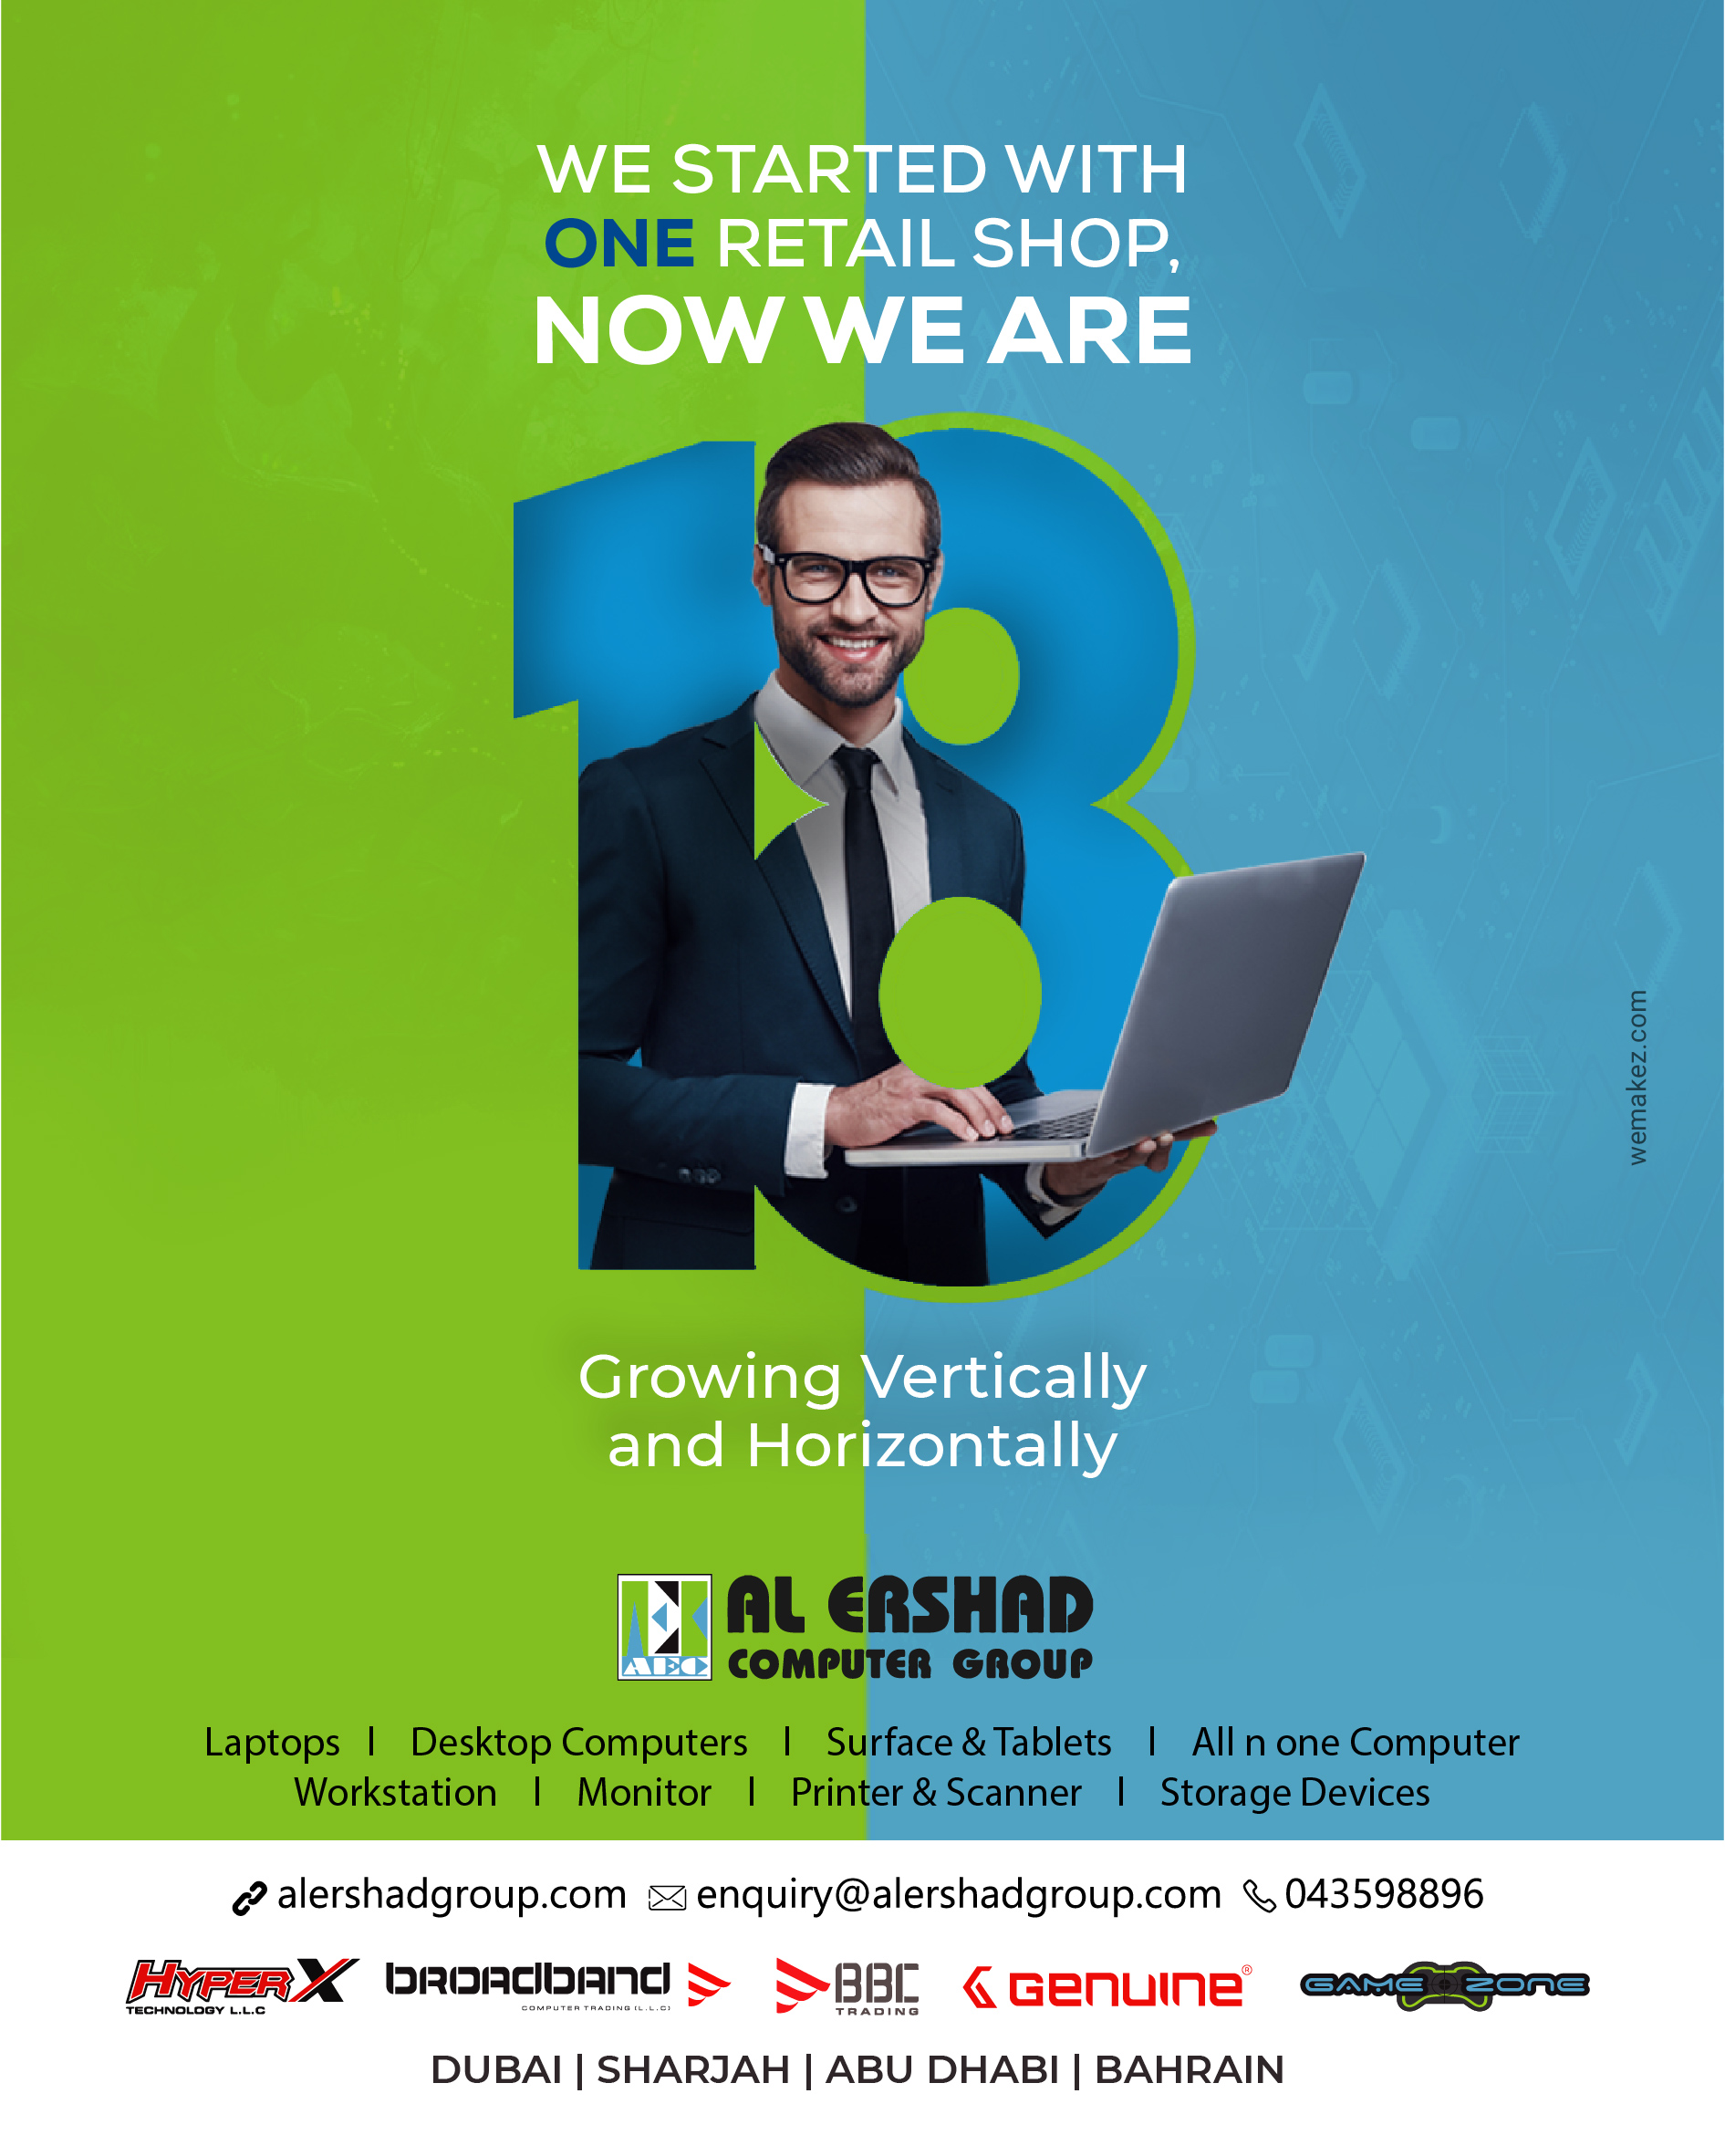 WE STARTED WITH
ONE RETAIL SHOP,
NOW WE ARE
18
wemakez.com
Growing Vertically
and Horizontally
AEC
AL ERSHAD
COMPUTER GROUP
Laptops | Desktop Computers | Surface & Tablets | All n one Computer
Workstation | Monitor | Printer & Scanner | Storage Devices
alershadgroup.com enquiry@alershadgroup.com 043598896
HYPER X
TECHNOLOGY L.L.C
broadband
COMPUTER TRADING (L.L.C)
BBC
TRADING
GENUINE®
GAME ZONE
DUBAI | SHARJAH | ABU DHABI | BAHRAIN